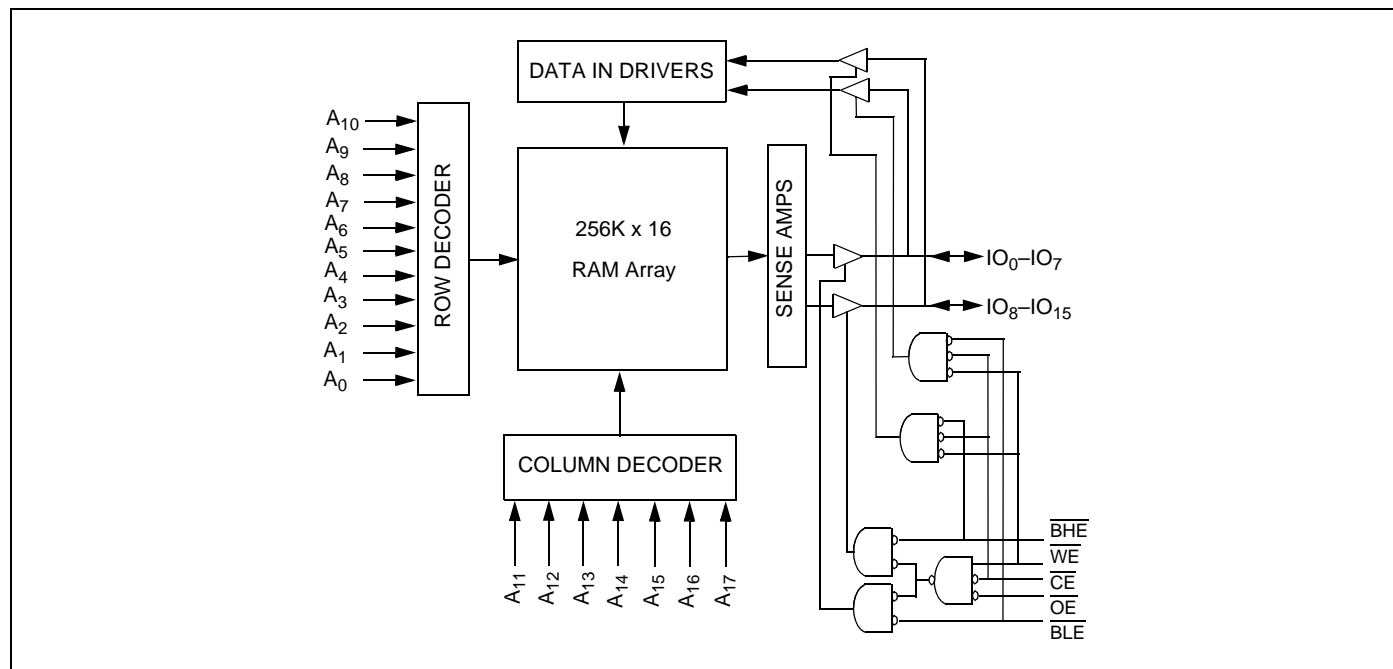 DATA IN DRIVERS
A10
A9
A8
A7
A6
A5
A4
A3
A2
A1
A0
ROW DECODER
256K x 16
RAM Array
SENSE AMPS
IO0–IO7
IO8–IO15
COLUMN DECODER
A11
A12
A13
A14
A15
A16
A17
BHE
WE
CE
OE
BLE